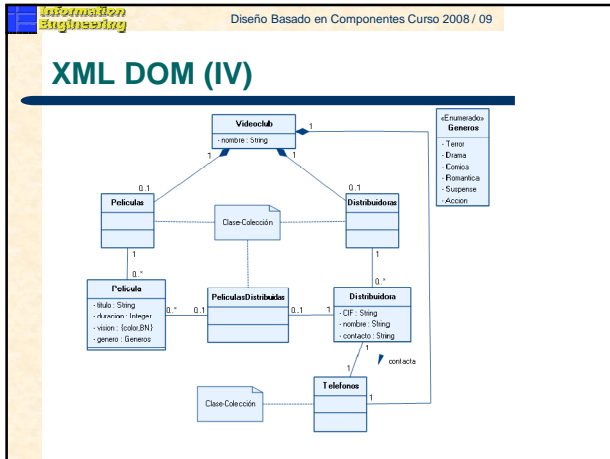 Information
Engineering
Diseño Basado en Componentes Curso 2008 / 09
XML DOM (IV)
Videoclub
- nombre : String
1
1
1
«Enumerado»
Generos
- Terror
- Drama
- Comica
- Romantica
- Suspense
- Accion
0..1
0..1
Peliculas
Clase-Colección
Distribuidoras
1
1
0..*
0..*
Pelicula
- titulo : String
- duracion : Integer
- vision : {color,BN}
- genero : Generos
0..*
0..1
PeliculasDistribuidas
0..1
1
Distribuidora
- CIF : String
- nombre : String
- contacto : String
1
contacta
1
Telefonos
1
Clase-Colección